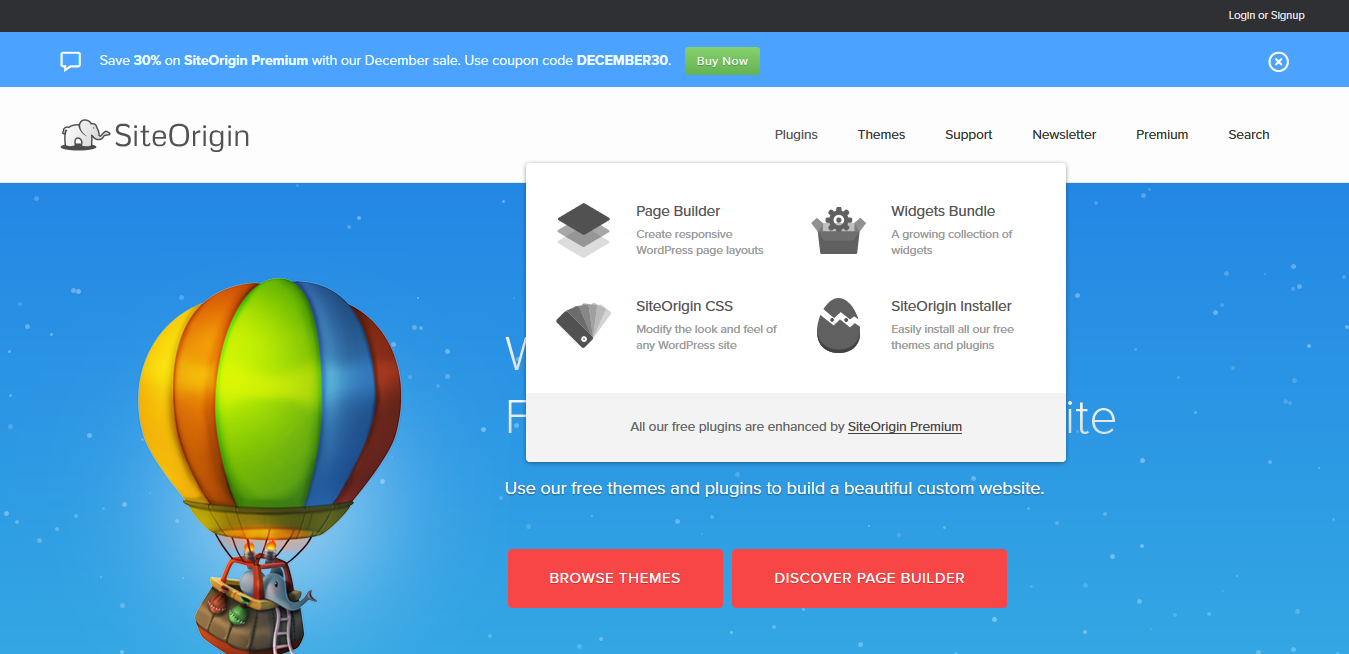 Login or Signup
Save 30% on SiteOrigin Premium with our December sale. Use coupon code DECEMBER30.
Buy Now
SiteOrigin
Plugins
Themes
Support
Newsletter
Premium
Search
Page Builder
Create responsive
WordPress page layouts
Widgets Bundle
A growing collection of
widgets
SiteOrigin CSS
Modify the look and feel of
any WordPress site
SiteOrigin Installer
Easily install all our free
themes and plugins
All our free plugins are enhanced by SiteOrigin Premium
Use our free themes and plugins to build a beautiful custom website.
BROWSE THEMES
DISCOVER PAGE BUILDER